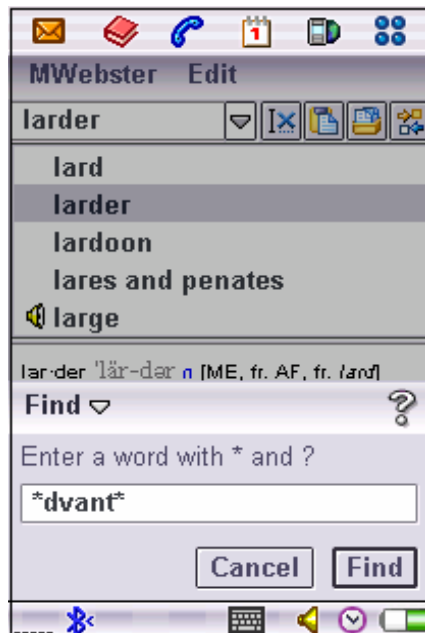 1
MWebster Edit
larder
lard
larder
lardoon
lares and penates
large
lar·der 'lär-dər n [ME, fr. AF, fr. lard]
Find
?
Enter a word with * and ?
*dvant*
Cancel Find